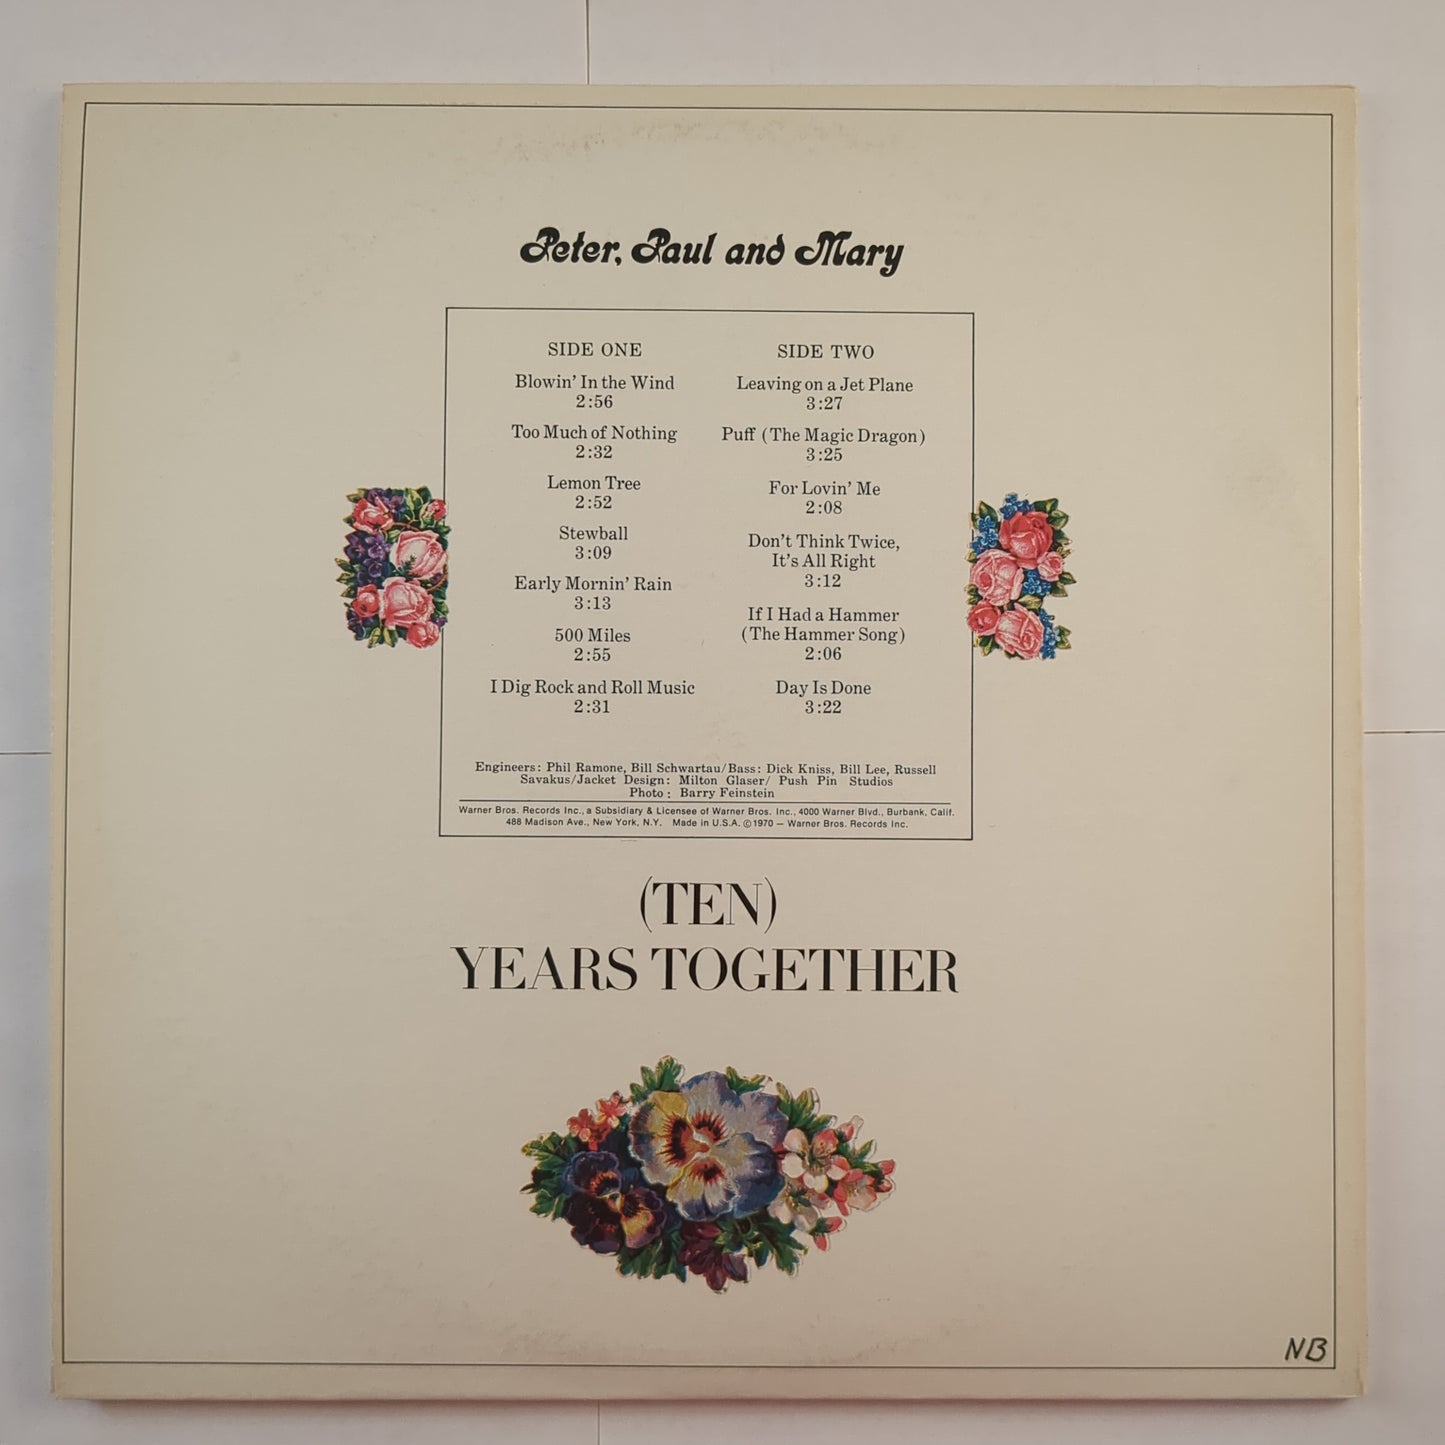 Peter, Paul and Mary
SIDE ONE
Blowin' In the Wind
2:56
Too Much of Nothing
2:32
Lemon Tree
2:52
Stewball
3:09
Early Mornin' Rain
3:13
500 Miles
2:55
I Dig Rock and Roll Music
2:31
SIDE TWO
Leaving on a Jet Plane
3:27
Puff (The Magic Dragon)
3:25
For Lovin' Me
2:08
Don't Think Twice,
It's All Right
3:12
If I Had a Hammer
(The Hammer Song)
2:06
Day Is Done
3:22
Engineers: Phil Ramone, Bill Schwartau/Bass: Dick Kniss, Bill Lee, Russell
Savakus/Jacket Design: Milton Glaser/ Push Pin Studios
Photo: Barry Feinstein
Warner Bros. Records Inc., a Subsidiary & Licensee of Warner Bros. Inc., 4000 Warner Blvd., Burbank, Calif.
488 Madison Ave., New York, N.Y. Made in U.S.A. ©1970 — Warner Bros. Records Inc.
(TEN)
YEARS TOGETHER
NB